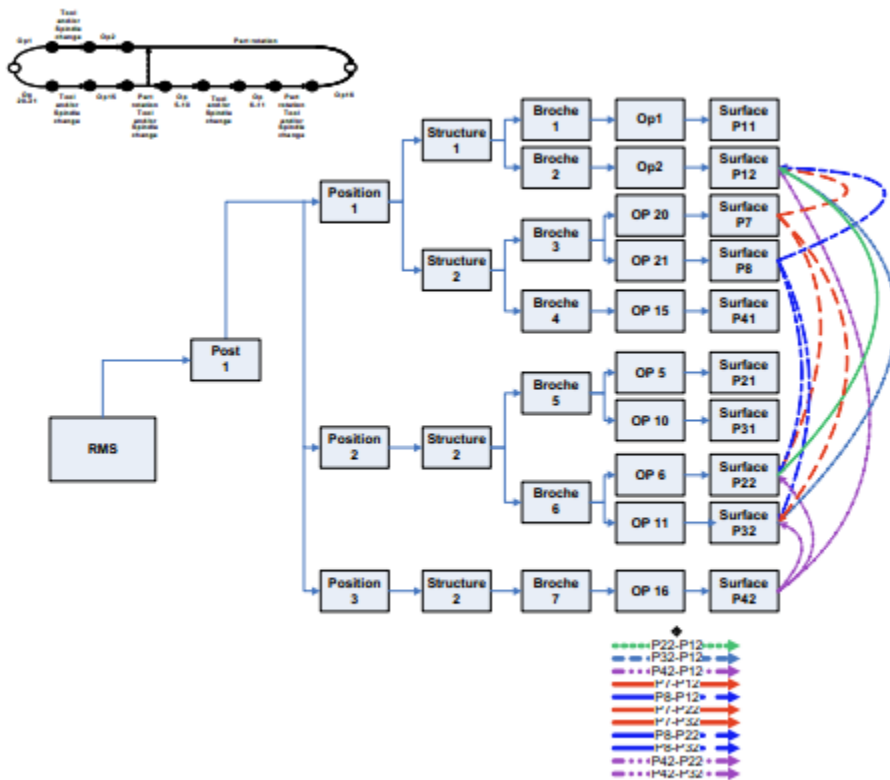 Tool
and/or
Spindle
change
Op1
Op2
Part rotation
Op
20-21
Tool
and/or
Spindle
change
Op15
Part
rotation
Tool
and/or
Spindle
change
Op
Tool
and/or
Spindle
change
Op
Part
rotation
Tool
and/or
Spindle
change
Op16
RMS
Post
1
Position
1
Structure
1
Broche
1
Op1
Surface
P11
Broche
2
Op2
Surface
P12
Structure
2
Broche
3
OP 20
Surface
P7
OP 21
Surface
P8
Broche
4
OP 15
Surface
P41
Position
2
Structure
2
Broche
5
OP 5
Surface
P21
OP 10
Surface
P31
Broche
6
OP 6
Surface
P22
OP 11
Surface
P32
Position
3
Structure
2
Broche
7
OP 16
Surface
P42
P22-P12
P32-P12
P42-P12
P7-P12
P8-P12
P7-P22
P7-P32
P8-P22
P8-P32
P42-P22
P42-P32